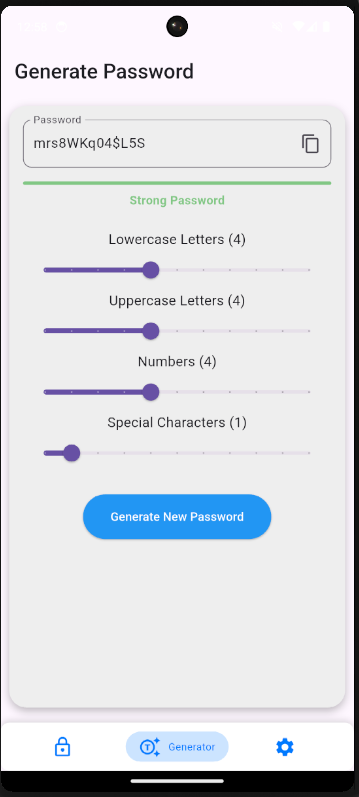 Generate Password
Password
mrs8WKq04$L5S
Strong Password
Lowercase Letters (4)
Uppercase Letters (4)
Numbers (4)
Special Characters (1)
Generate New Password
Generator